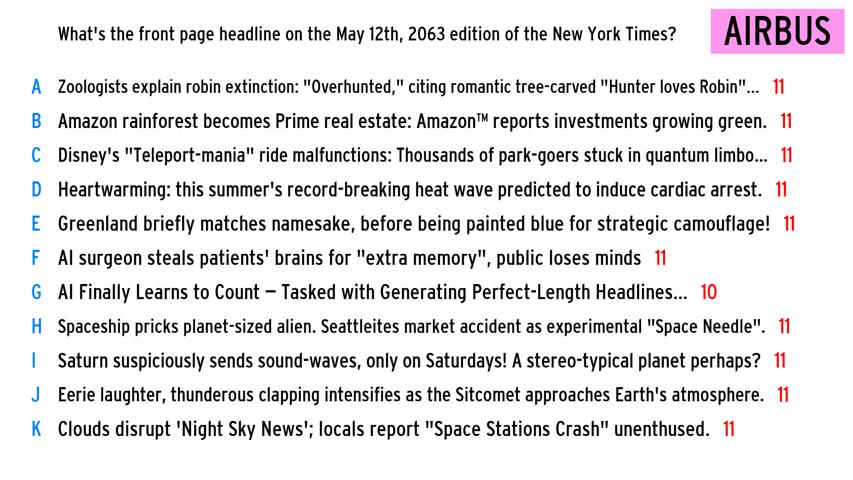 What's the front page headline on the May 12th, 2063 edition of the New York Times?
AIRBUS
A Zoologists explain robin extinction: "Overhunted," citing romantic tree-carved "Hunter loves Robin"... 11
B Amazon rainforest becomes Prime real estate: Amazon™ reports investments growing green. 11
C Disney's "Teleport-mania" ride malfunctions: Thousands of park-goers stuck in quantum limbo... 11
D Heartwarming: this summer's record-breaking heat wave predicted to induce cardiac arrest. 11
E Greenland briefly matches namesake, before being painted blue for strategic camouflage! 11
F AI surgeon steals patients' brains for "extra memory", public loses minds 11
G AI Finally Learns to Count – Tasked with Generating Perfect-Length Headlines... 10
H Spaceship pricks planet-sized alien. Seattleites market accident as experimental "Space Needle". 11
I Saturn suspiciously sends sound-waves, only on Saturdays! A stereo-typical planet perhaps? 11
J Eerie laughter, thunderous clapping intensifies as the Sitcomet approaches Earth's atmosphere. 11
K Clouds disrupt 'Night Sky News'; locals report "Space Stations Crash" unenthused. 11